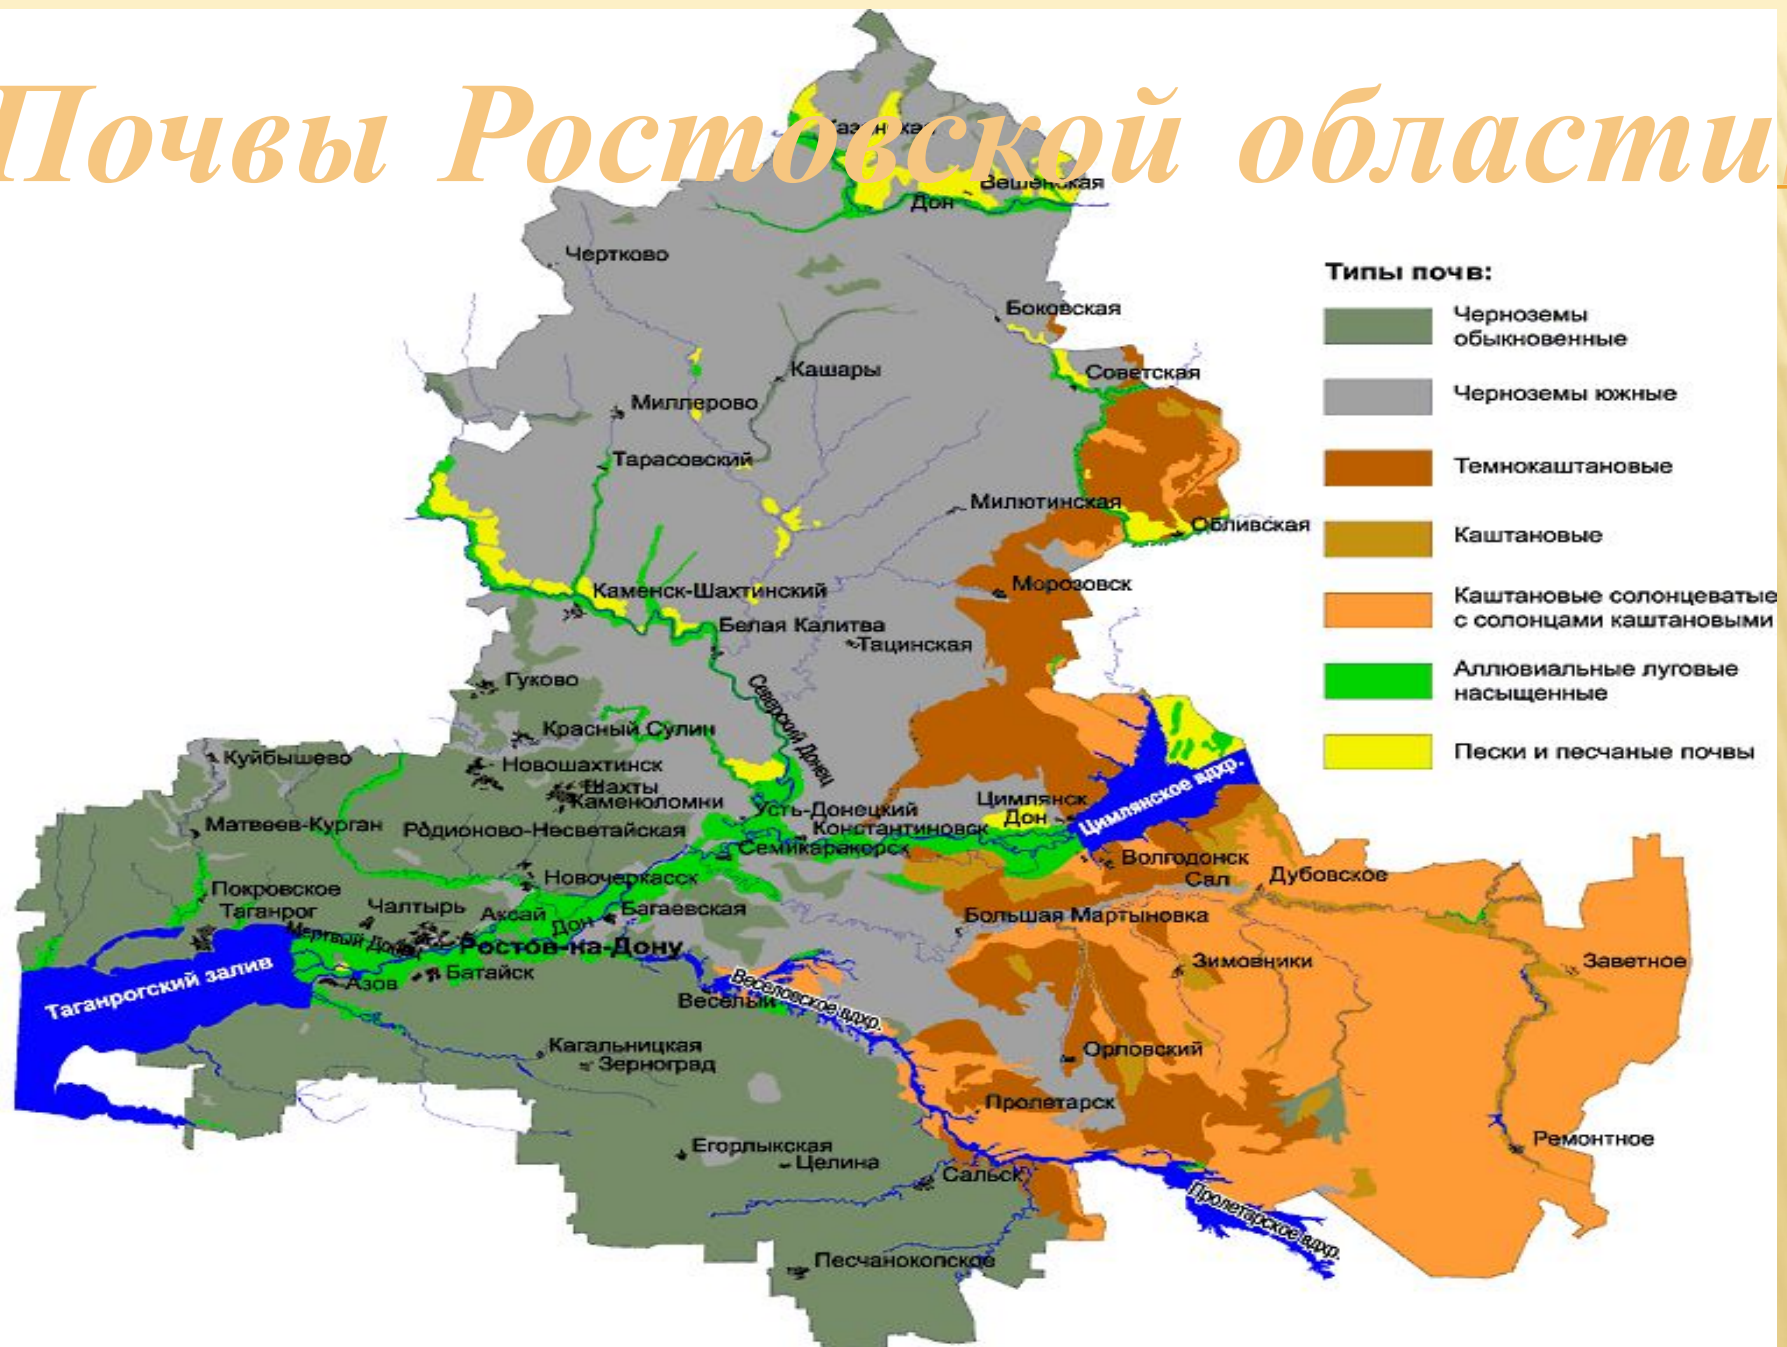 Почвы Ростовской области
Казанская
Вешенская
Дон
Чертково
Боковская
Кашары
Советская
Миллерово
Тарасовский
Милютинская
Обливская
Каменск-Шахтинский
Морозовск
Белая Калитва
Тацинская
Гуково
Северский Донец
Красный Сулин
Куйбышево
Новошахтинск
Шахты
Каменоломни
Цимлянское вдхр.
Цимлянск
Дон
Усть-Донецкий
Матвеев-Курган
Родионово-Несветайская
Константиновск
Семикаракорск
Волгодонск
Сал
Дубовское
Новочеркасск
Покровское
Таганрог
Чалтырь
Аксай
Дон
Багаевская
Большая Мартыновка
Мертвый Донец
Ростов-на-Дону
Зимовники
Заветное
Таганрогский залив
Азов
Батайск
Веселый
Веселовское вдхр.
Кагальницкая
Зерноград
Орловский
Пролетарск
Егорлыкская
Целина
Сальск
Ремонтное
Пролетарское вдхр.
Песчанокопское
Типы почв:
Черноземы
обыкновенные
Черноземы южные
Темнокаштановые
Каштановые
Каштановые солонцеватые
с солонцами каштановыми
Аллювиальные луговые
насыщенные
Пески и песчаные почвы